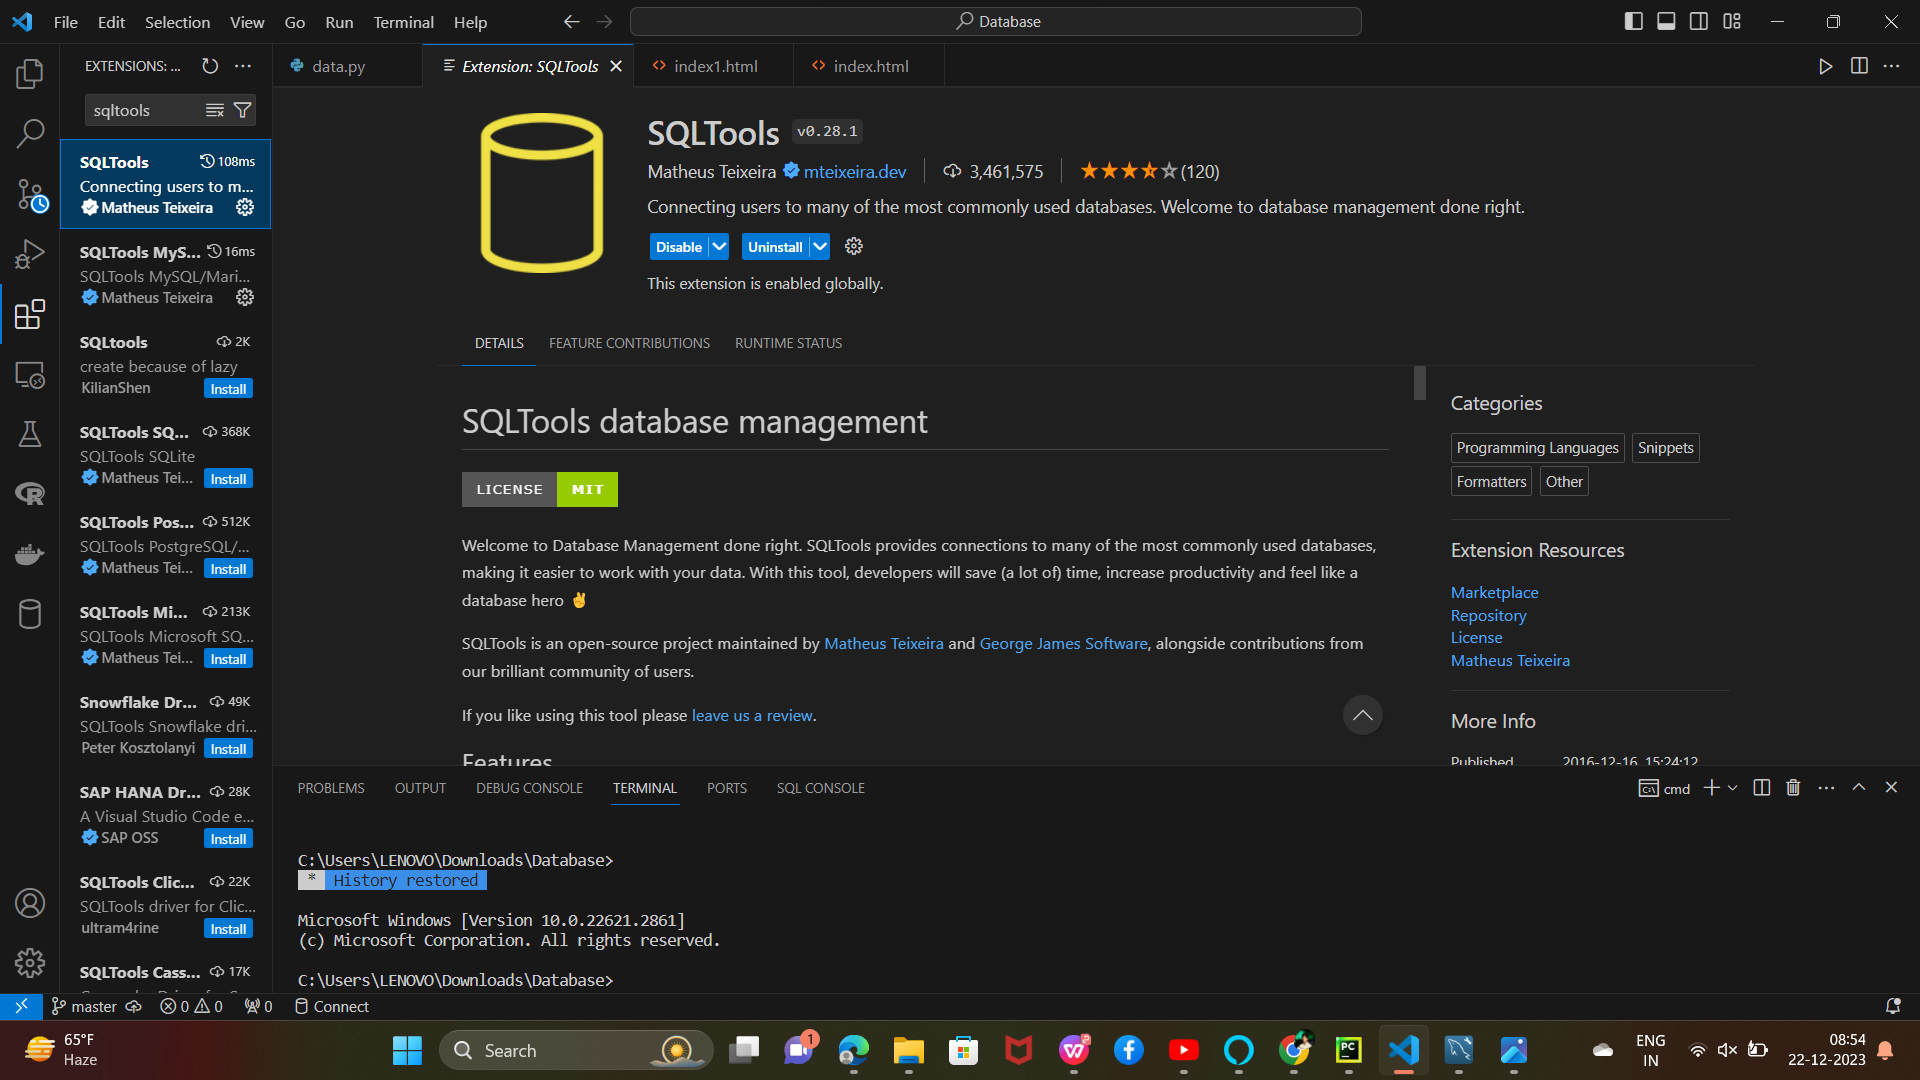 File Edit Selection View Go Run Terminal Help
Database
EXTENSIONS: ...
sqltools
SQLTools 108ms
Connecting users to m...
Matheus Teixeira
SQLTools MyS... 16ms
SQLTools MySQL/Mari...
Matheus Teixeira
SQLtools 2K
create because of lazy
KilianShen Install
SQLTools SQ... 368K
SQLTools SQLite
Matheus Tei... Install
SQLTools Pos... 512K
SQLTools PostgreSQL/...
Matheus Tei... Install
SQLTools Mi... 213K
SQLTools Microsoft SQ...
Matheus Tei... Install
Snowflake Dr... 49K
SQLTools Snowflake dri...
Peter Kosztolanyi Install
SAP HANA Dr... 28K
A Visual Studio Code e...
SAP OSS Install
SQLTools Clic... 22K
SQLTools driver for Clic...
ultram4rine Install
SQLTools Cass... 17K
data.py Extension: SQLTools index1.html index.html
SQLTools v0.28.1
Matheus Teixeira mteixeira.dev 3,461,575 (120)
Connecting users to many of the most commonly used databases. Welcome to database management done right.
Disable Uninstall
This extension is enabled globally.
DETAILS FEATURE CONTRIBUTIONS RUNTIME STATUS
SQLTools database management
LICENSE MIT
Welcome to Database Management done right. SQLTools provides connections to many of the most commonly used databases,
making it easier to work with your data. With this tool, developers will save (a lot of) time, increase productivity and feel like a
database hero ✌
SQLTools is an open-source project maintained by Matheus Teixeira and George James Software, alongside contributions from
our brilliant community of users.
If you like using this tool please leave us a review.
Features
Categories
Programming Languages Snippets
Formatters Other
Extension Resources
Marketplace
Repository
License
Matheus Teixeira
More Info
Published 2016-12-16, 15:24:12
PROBLEMS OUTPUT DEBUG CONSOLE TERMINAL PORTS SQL CONSOLE
cmd
C:\Users\LENOVO\Downloads\Database>
* History restored
Microsoft Windows [Version 10.0.22621.2861]
(c) Microsoft Corporation. All rights reserved.
C:\Users\LENOVO\Downloads\Database>
master 0 0 0 Connect
65°F
Haze
Search
1
PC
ENG
IN
08:54
22-12-2023